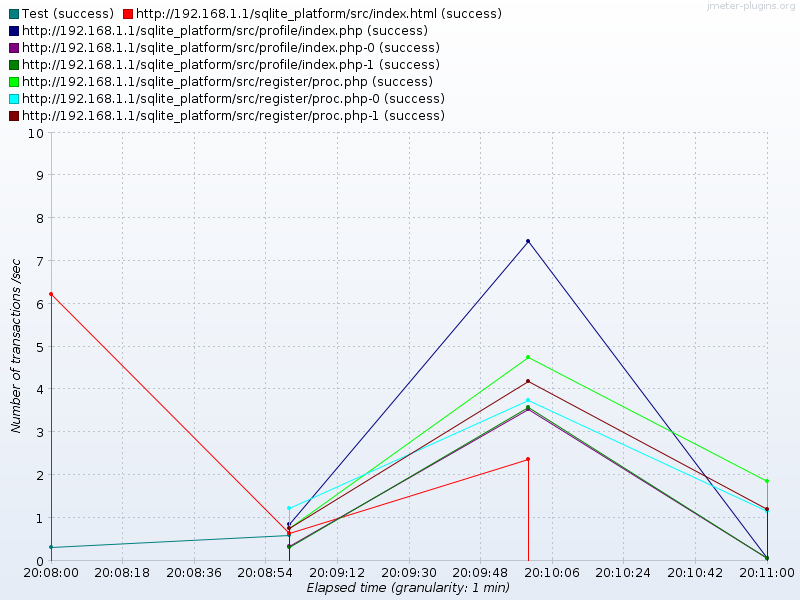 jmeter-plugins.org
Test (success) http://192.168.1.1/sqlite_platform/src/index.html (success)
http://192.168.1.1/sqlite_platform/src/profile/index.php (success)
http://192.168.1.1/sqlite_platform/src/profile/index.php-0 (success)
http://192.168.1.1/sqlite_platform/src/profile/index.php-1 (success)
http://192.168.1.1/sqlite_platform/src/register/proc.php (success)
http://192.168.1.1/sqlite_platform/src/register/proc.php-0 (success)
http://192.168.1.1/sqlite_platform/src/register/proc.php-1 (success)
Number of transactions /sec
10
9
8
7
6
5
4
3
2
1
0
20:08:00 20:08:18 20:08:36 20:08:54 20:09:12 20:09:30 20:09:48 20:10:06 20:10:24 20:10:42 20:11:00
Elapsed time (granularity: 1 min)